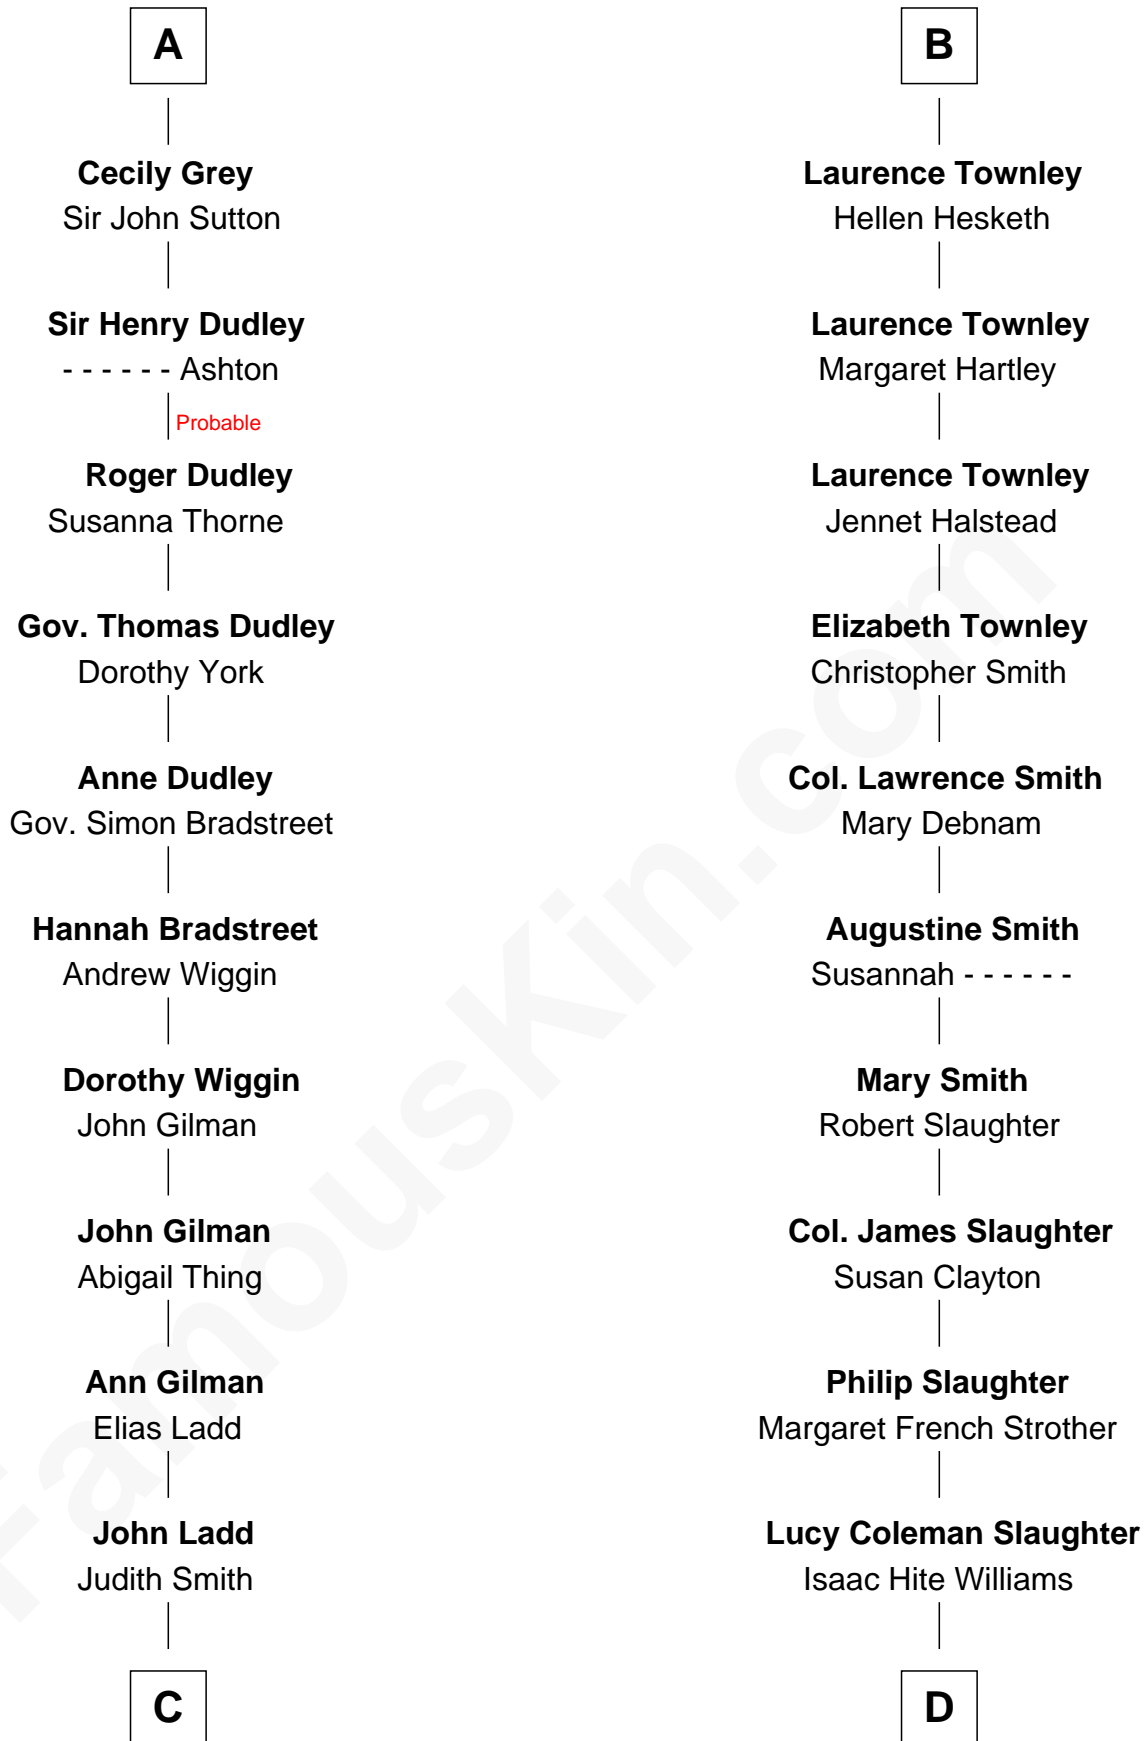 A
Cecily Grey
Sir John Sutton
Sir Henry Dudley
- - - - - - Ashton
Probable
Roger Dudley
Susanna Thorne
Gov. Thomas Dudley
Dorothy York
Anne Dudley
Gov. Simon Bradstreet
Hannah Bradstreet
Andrew Wiggin
Dorothy Wiggin
John Gilman
John Gilman
Abigail Thing
Ann Gilman
Elias Ladd
John Ladd
Judith Smith
C
B
Laurence Townley
Hellen Hesketh
Laurence Townley
Margaret Hartley
Laurence Townley
Jennet Halstead
Elizabeth Townley
Christopher Smith
Col. Lawrence Smith
Mary Debnam
Augustine Smith
Susannah - - - - - -
Mary Smith
Robert Slaughter
Col. James Slaughter
Susan Clayton
Philip Slaughter
Margaret French Strother
Lucy Coleman Slaughter
Isaac Hite Williams
D
FamousKin.com